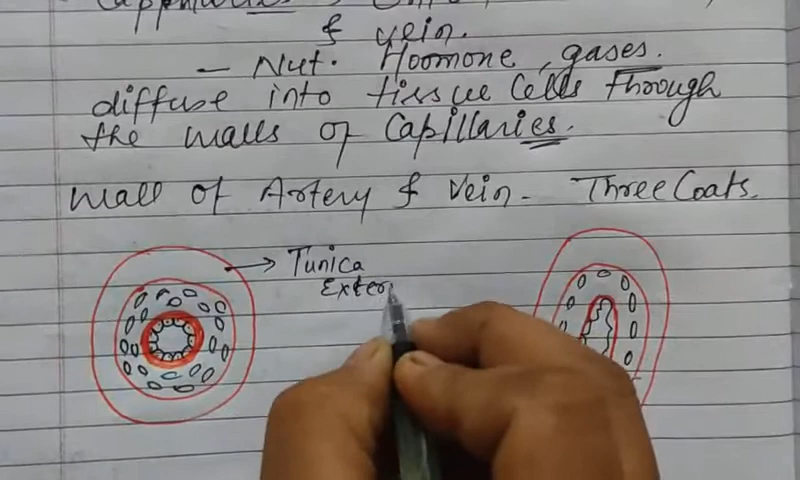 & vein.
— Nut. Hoormone, gases.
diffuse into tissue Cells through
the walls of Capillaries.
Wall of Artery & Vein - Three Coats.
→ Tunica
Exter